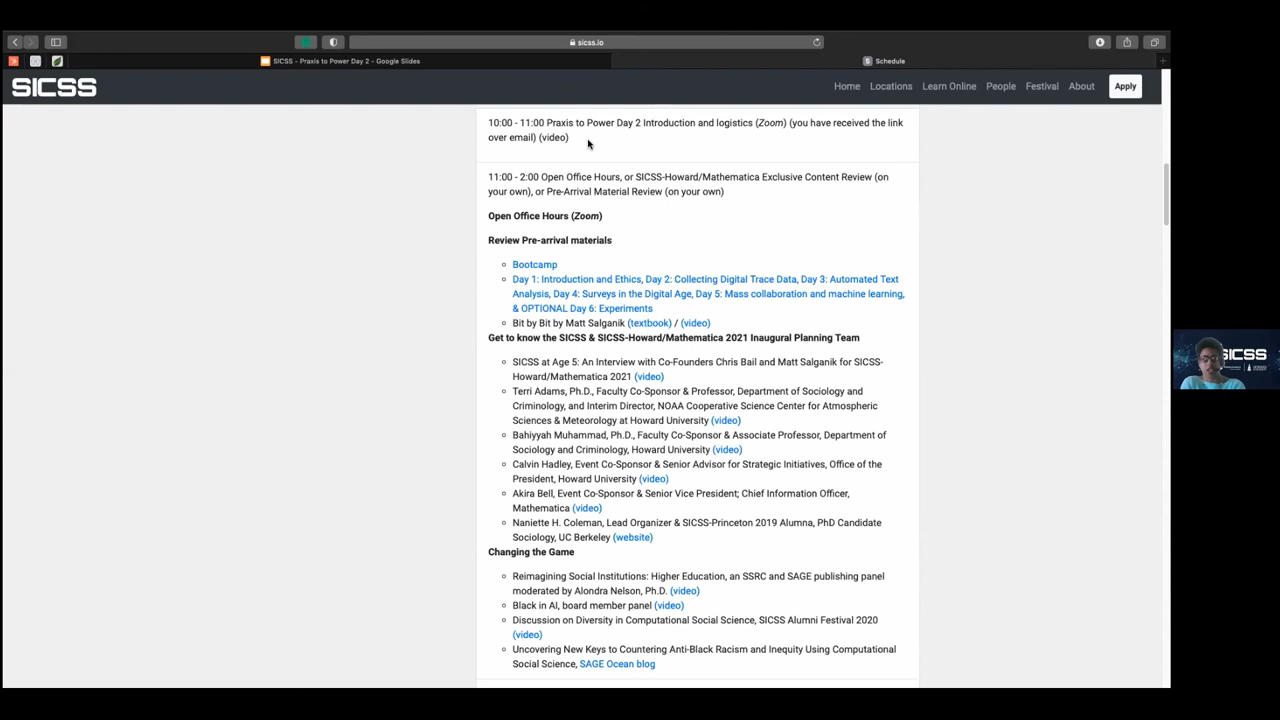 sicss.io
SICSS - Praxis to Power Day 2 - Google Slides
S Schedule
SICSS
Home Locations Learn Online People Festival About Apply
10:00 - 11:00 Praxis to Power Day 2 Introduction and logistics (Zoom) (you have received the link
over email) (video)
11:00 - 2:00 Open Office Hours, or SICSS-Howard/Mathematica Exclusive Content Review (on
your own), or Pre-Arrival Material Review (on your own)
Open Office Hours (Zoom)
Review Pre-arrival materials
Bootcamp
Day 1: Introduction and Ethics, Day 2: Collecting Digital Trace Data, Day 3: Automated Text
Analysis, Day 4: Surveys in the Digital Age, Day 5: Mass collaboration and machine learning,
& OPTIONAL Day 6: Experiments
Bit by Bit by Matt Salganik (textbook) / (video)
Get to know the SICSS & SICSS-Howard/Mathematica 2021 Inaugural Planning Team
SICSS at Age 5: An Interview with Co-Founders Chris Bail and Matt Salganik for SICSS-
Howard/Mathematica 2021 (video)
Terri Adams, Ph.D., Faculty Co-Sponsor & Professor, Department of Sociology and
Criminology, and Interim Director, NOAA Cooperative Science Center for Atmospheric
Sciences & Meteorology at Howard University (video)
Bahiyyah Muhammad, Ph.D., Faculty Co-Sponsor & Associate Professor, Department of
Sociology and Criminology, Howard University (video)
Calvin Hadley, Event Co-Sponsor & Senior Advisor for Strategic Initiatives, Office of the
President, Howard University (video)
Akira Bell, Event Co-Sponsor & Senior Vice President; Chief Information Officer,
Mathematica (video)
Naniette H. Coleman, Lead Organizer & SICSS-Princeton 2019 Alumna, PhD Candidate
Sociology, UC Berkeley (website)
Changing the Game
Reimagining Social Institutions: Higher Education, an SSRC and SAGE publishing panel
moderated by Alondra Nelson, Ph.D. (video)
Black in AI, board member panel (video)
Discussion on Diversity in Computational Social Science, SICSS Alumni Festival 2020
(video)
Uncovering New Keys to Countering Anti-Black Racism and Inequity Using Computational
Social Science, SAGE Ocean blog